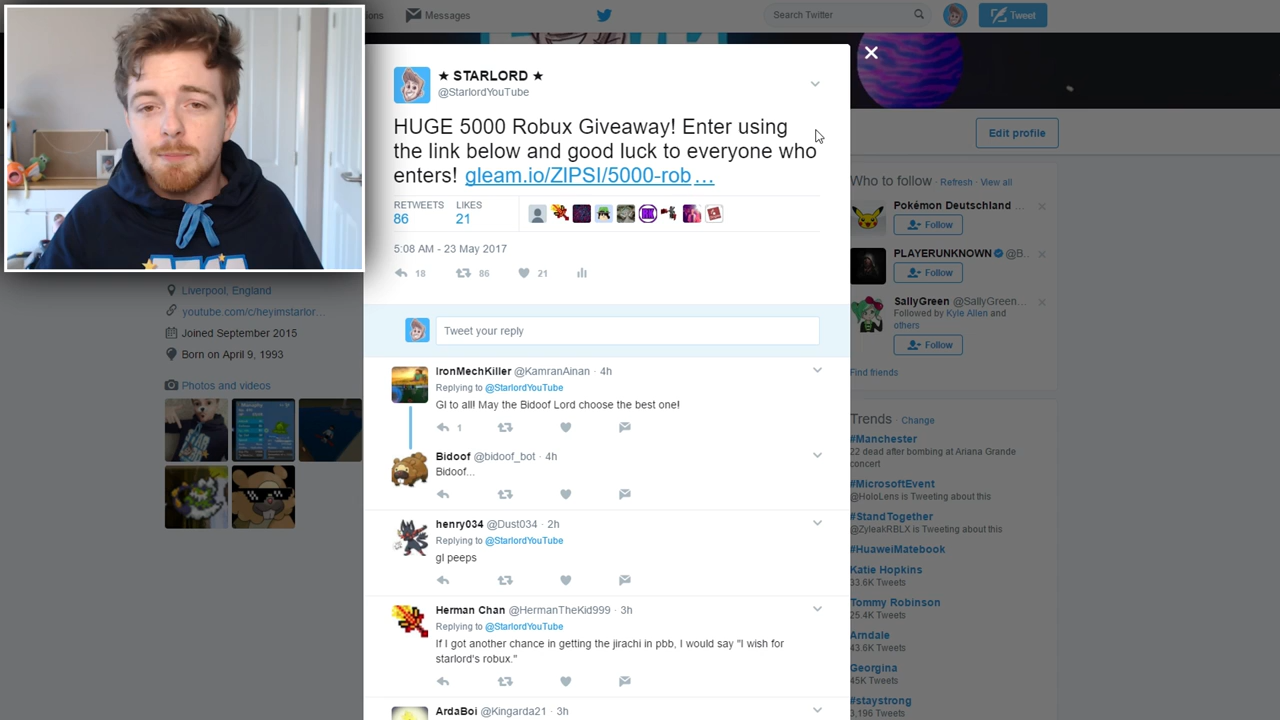 ions
Messages
Search Twitter
Tweet
★ STARLORD ★
@StarlordYouTube
HUGE 5000 Robux Giveaway! Enter using
the link below and good luck to everyone who
enters! gleam.io/ZIPSI/5000-rob…
RETWEETS
86
LIKES
21
5:08 AM - 23 May 2017
18
86
21
Tweet your reply
IronMechKiller @KamranAinan · 4h
Replying to @StarlordYouTube
Gl to all! May the Bidoof Lord choose the best one!
1
Bidoof @bidoof_bot · 4h
Bidoof...
henry034 @Dust034 · 2h
Replying to @StarlordYouTube
gl peeps
Herman Chan @HermanTheKid999 · 3h
Replying to @StarlordYouTube
If I got another chance in getting the jirachi in pbb, I would say "I wish for
starlord's robux."
ArdaBoi @Kingarda21 · 3h
Liverpool, England
youtube.com/c/heyimstarlor...
Joined September 2015
Born on April 9, 1993
Photos and videos
Edit profile
Who to follow · Refresh · View all
Pokémon Deutschland ...
Follow
PLAYERUNKNOWN @B..
Follow
SallyGreen @SallyGreen...
Followed by Kyle Allen and
others
Follow
Find friends
Trends · Change
#Manchester
22 dead after bombing at Ariana Grande
concert
#MicrosoftEvent
@HoloLens is Tweeting about this
#StandTogether
@ZyleakRBLX is Tweeting about this
#HuaweiMatebook
Katie Hopkins
33.6K Tweets
Tommy Robinson
25.4K Tweets
Arndale
43.6K Tweets
Georgina
45K Tweets
#staystrong
3,196 Tweets